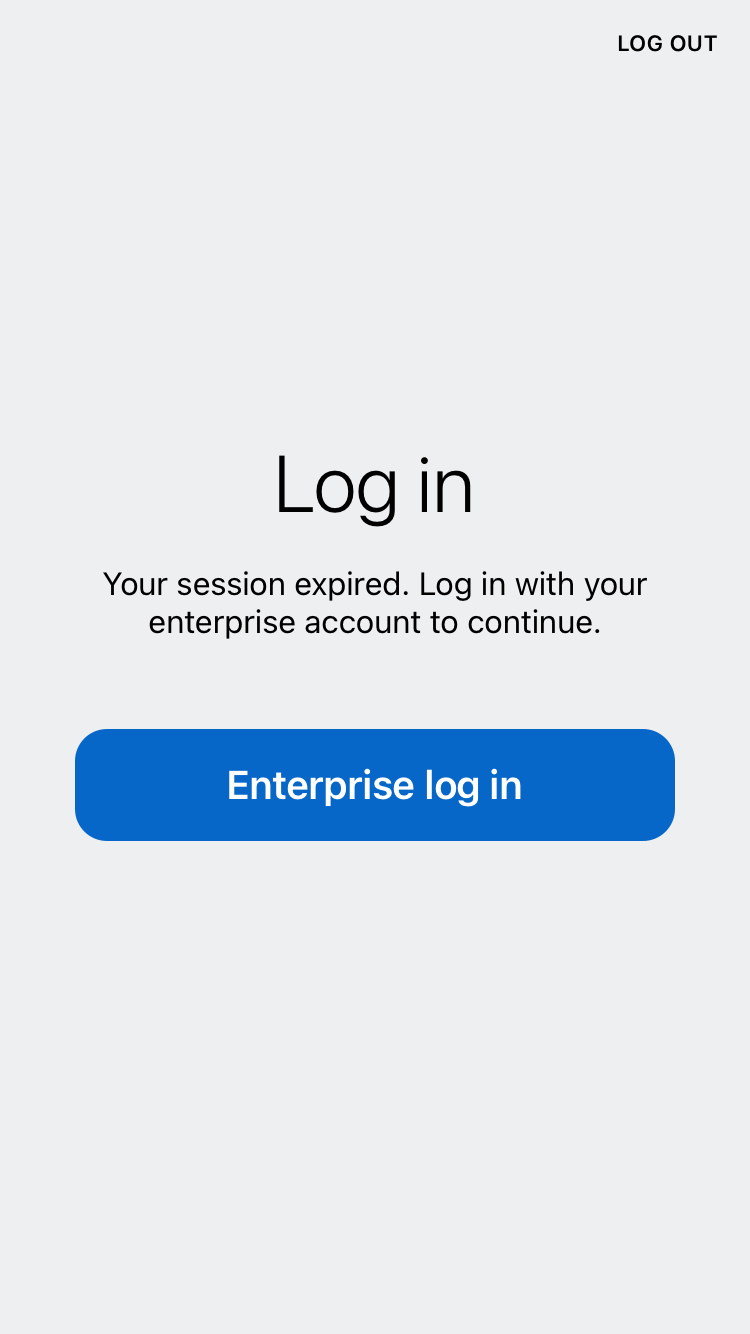 LOG OUT
Log in
Your session expired. Log in with your
enterprise account to continue.
Enterprise log in